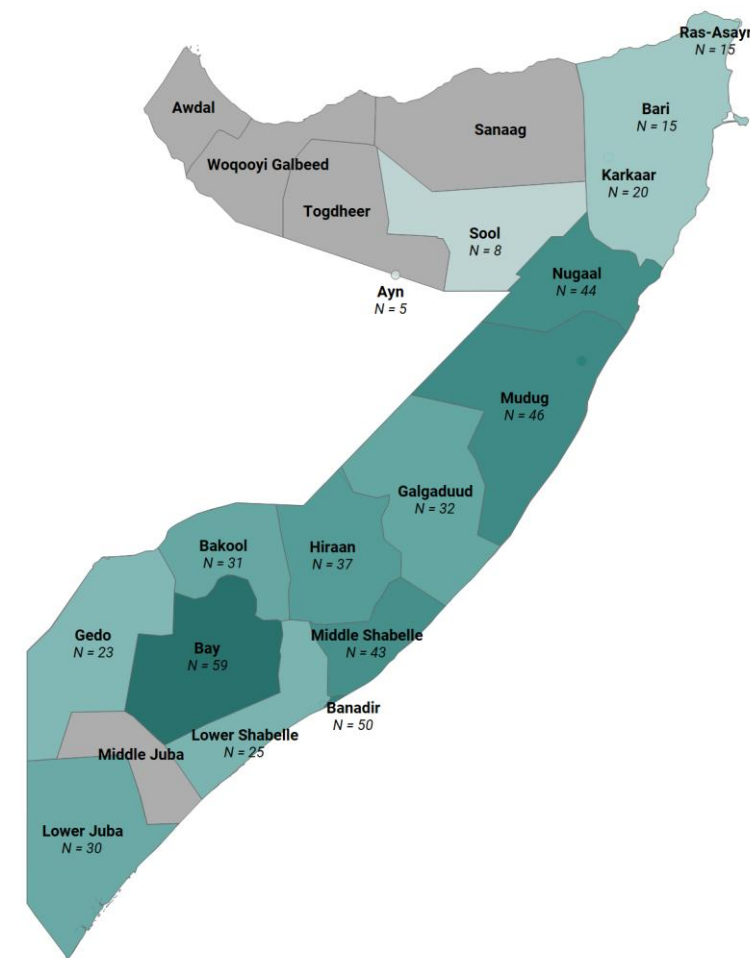 Ras-Asayr
N = 15
Awdal
Bari
N = 15
Sanaag
Woqooyi Galbeed
Karkaar
N = 20
Togdheer
Sool
N = 8
Nugaal
N = 44
Ayn
N = 5
Mudug
N = 46
Galgaduud
N = 32
Bakool
N = 31
Hiraan
N = 37
Gedo
N = 23
Bay
N = 59
Middle Shabelle
N = 43
Banadir
N = 50
Lower Shabelle
N = 25
Middle Juba
Lower Juba
N = 30